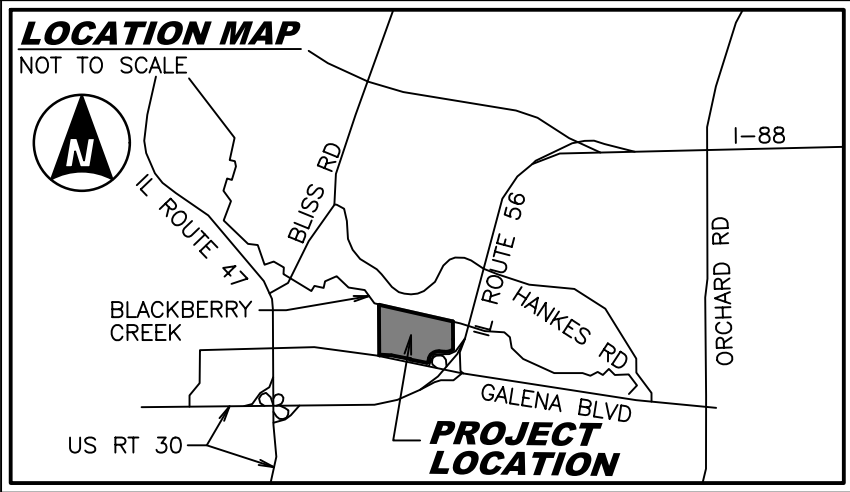 LOCATION MAP
NOT TO SCALE
N
IL ROUTE 47
BLISS RD
I-88
IL ROUTE 56
ORCHARD RD
HANKES RD
BLACKBERRY
CREEK
GALENA BLVD
US RT 30
PROJECT
LOCATION